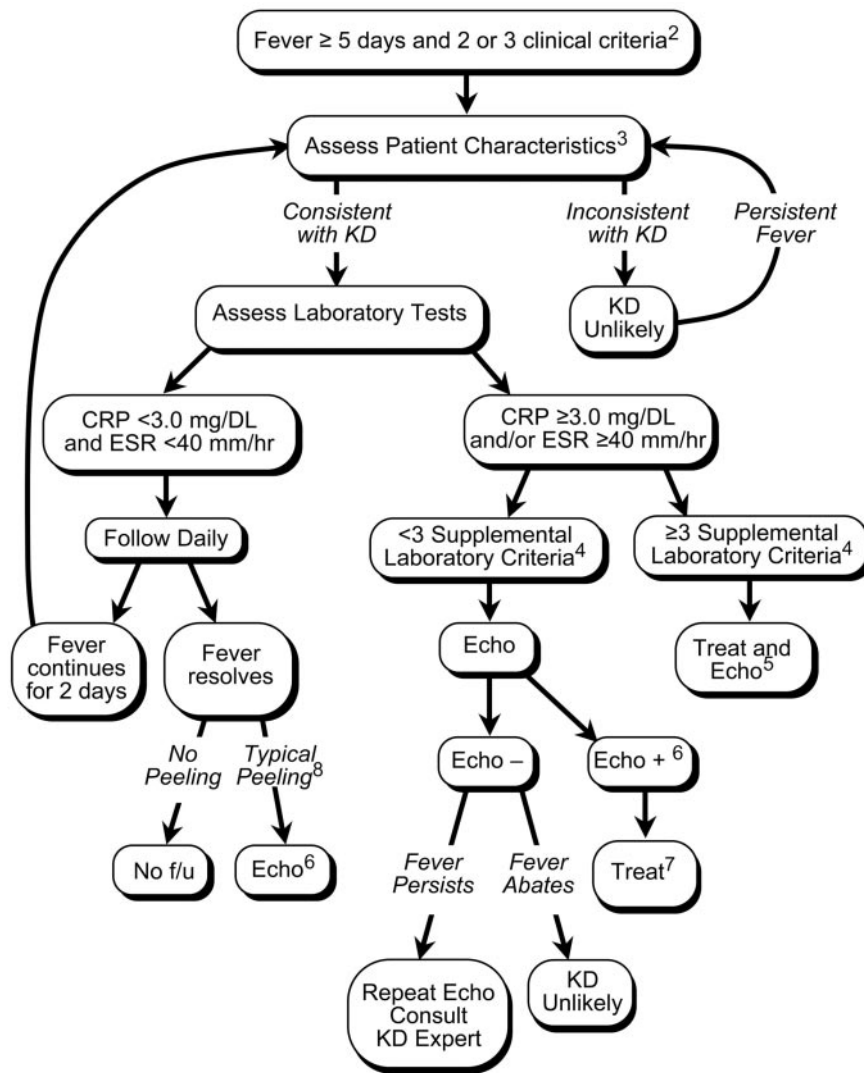 Fever ≥ 5 days and 2 or 3 clinical criteria²
Assess Patient Characteristics³
Consistent
with KD
Inconsistent
with KD
Persistent
Fever
Assess Laboratory Tests
KD
Unlikely
CRP <3.0 mg/DL
and ESR <40 mm/hr
CRP ≥3.0 mg/DL
and/or ESR ≥40 mm/hr
Follow Daily
<3 Supplemental
Laboratory Criteria⁴
≥3 Supplemental
Laboratory Criteria⁴
Fever
continues
for 2 days
Fever
resolves
Echo
Treat and
Echo⁵
No
Peeling
Typical
Peeling⁸
Echo –
Echo + ⁶
No f/u
Echo⁶
Fever
Persists
Fever
Abates
Treat⁷
Repeat Echo
Consult
KD Expert
KD
Unlikely